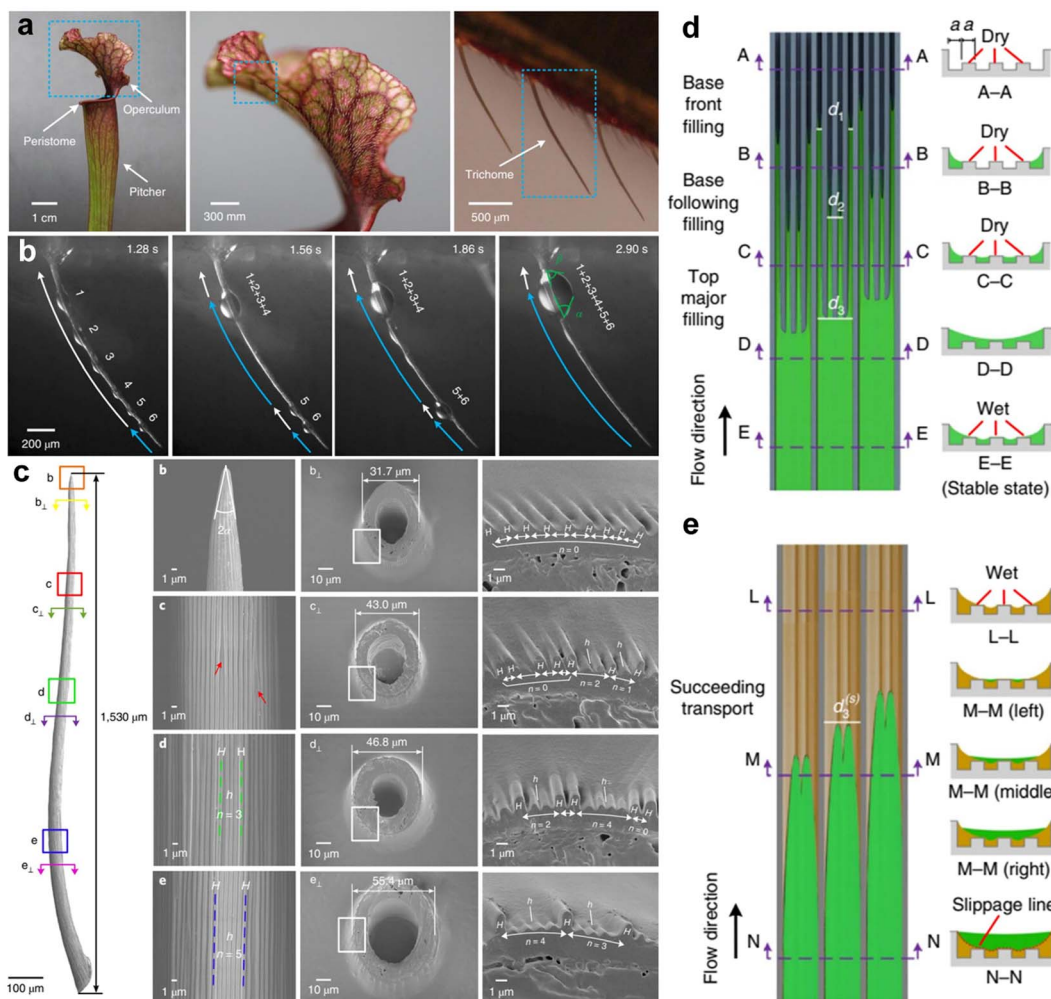 a
Operculum
Peristome
Pitcher
1 cm
300 mm
Trichome
500 μm
b
1.28 s
1
2
3
4
5
6
200 μm
1.56 s
1+2+3+4
5
6
1.86 s
1+2+3+4
5+6
2.90 s
1+2+3+4+5+6
α
c
b
b⊥
c
c⊥
d
d⊥
1,530 μm
e
e⊥
100 μm
b
2α
1 μm
b⊥
31.7 μm
10 μm
H H H H H H H H H
n = 0
1 μm
c
1 μm
c⊥
43.0 μm
10 μm
h h
H H H H H H H
n = 0 n = 2 n = 1
1 μm
d
H H
h
n = 3
1 μm
d⊥
46.8 μm
10 μm
h h
H H H H H
n = 2 n = 4 n = 0
1 μm
e
H H
h
n = 5
1 μm
e⊥
55.4 μm
10 μm
h h
H H H
n = 4 n = 3
1 μm
d
A A
Base
front
filling
d1
B B
Base
following
filling
d2
C C
Top
major
filling
d3
D D
Flow direction
E E
a a
Dry
A–A
Dry
B–B
Dry
C–C
D–D
Wet
E–E
(Stable state)
e
L L
Succeeding
transport
d3(s)
M M
Flow direction
N N
Wet
L–L
M–M (left)
M–M (middle)
M–M (right)
Slippage line
N–N